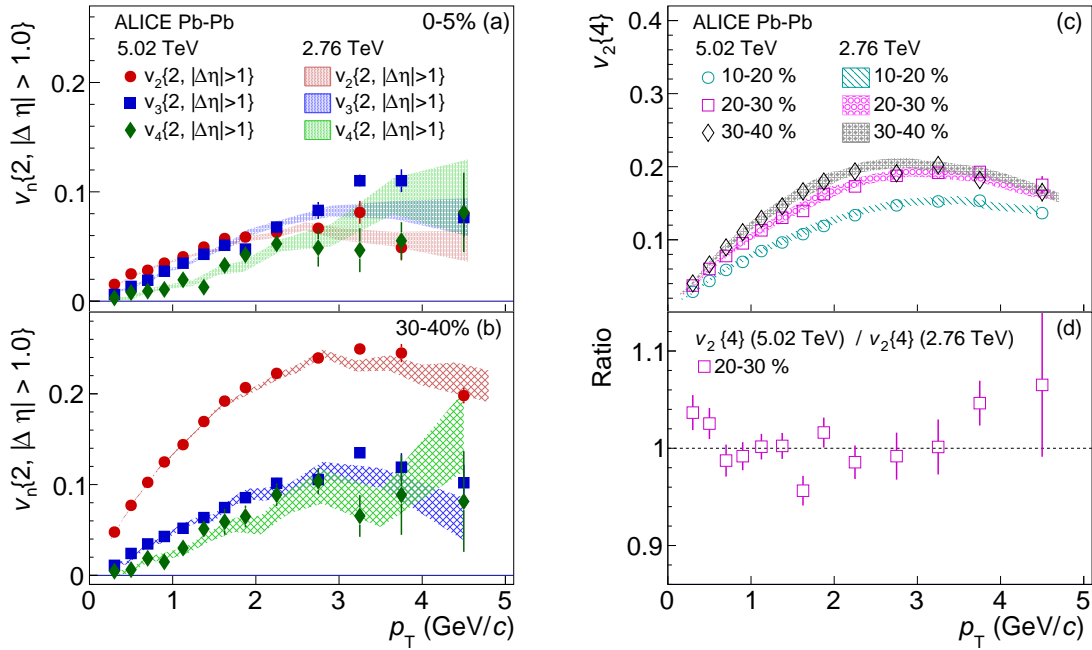 ALICE Pb-Pb 0-5% (a)
5.02 TeV 2.76 TeV
v2{2, |Δη|>1} v2{2, |Δη|>1}
v3{2, |Δη|>1} v3{2, |Δη|>1}
v4{2, |Δη|>1} v4{2, |Δη|>1}
vn{2, |Δ η| > 1.0}
0.2
0.1
0
30-40% (b)
vn{2, |Δ η| > 1.0}
0.2
0.1
0
0 1 2 3 4 5
pT (GeV/c)
ALICE Pb-Pb (c)
5.02 TeV 2.76 TeV
10-20 % 10-20 %
20-30 % 20-30 %
30-40 % 30-40 %
v2{4}
0.4
0.3
0.2
0.1
(d)
v2 {4} (5.02 TeV) / v2{4} (2.76 TeV)
20-30 %
Ratio
1.1
1
0.9
0 1 2 3 4 5
pT (GeV/c)